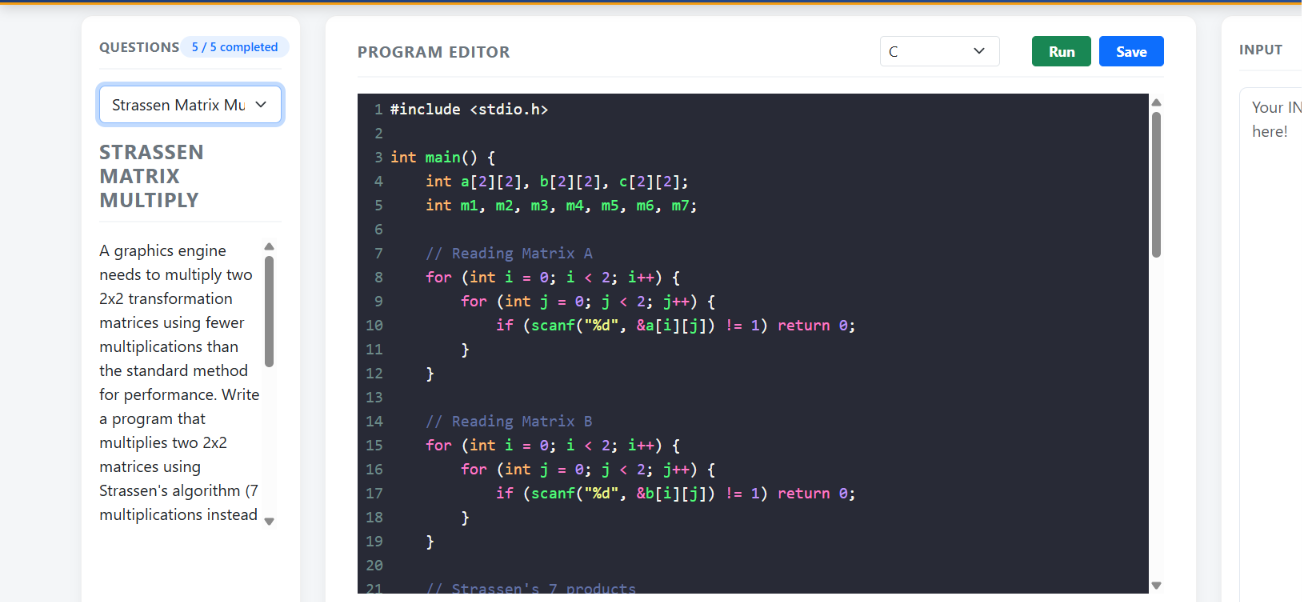 QUESTIONS 5 / 5 completed
Strassen Matrix Mu
STRASSEN
MATRIX
MULTIPLY
A graphics engine
needs to multiply two
2x2 transformation
matrices using fewer
multiplications than
the standard method
for performance. Write
a program that
multiplies two 2x2
matrices using
Strassen's algorithm (7
multiplications instead
PROGRAM EDITOR
C
Run
Save
1 #include <stdio.h>
2
3 int main() {
4     int a[2][2], b[2][2], c[2][2];
5     int m1, m2, m3, m4, m5, m6, m7;
6
7     // Reading Matrix A
8     for (int i = 0; i < 2; i++) {
9         for (int j = 0; j < 2; j++) {
10             if (scanf("%d", &a[i][j]) != 1) return 0;
11         }
12     }
13
14     // Reading Matrix B
15     for (int i = 0; i < 2; i++) {
16         for (int j = 0; j < 2; j++) {
17             if (scanf("%d", &b[i][j]) != 1) return 0;
18         }
19     }
20
21     // Strassen's 7 products
INPUT
Your IN
here!